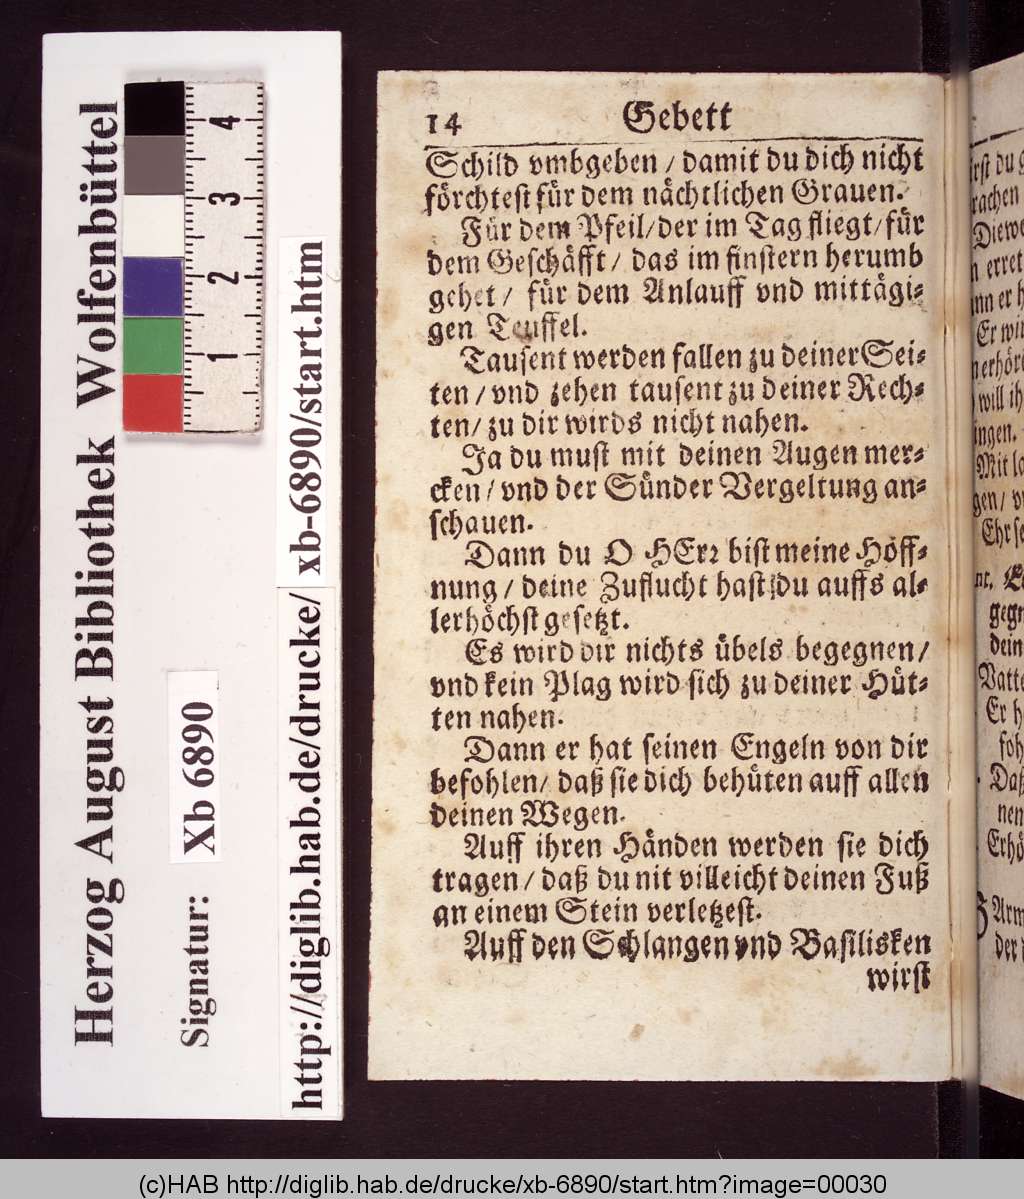 14 Gebett
Schild vmbgeben / damit du dich nicht
förchtest für dem nächtlichen Grauen.
Für dem Pfeil / der im Tag fliegt / für
dem Geschäfft / das im finstern herumb
gehet / für dem Anlauff vnd mittägi-
gen Teuffel.
Tausent werden fallen zu deiner Sei-
ten / vnd zehen tausent zu deiner Rech-
ten / zu dir wirds nicht nahen.
Ja du must mit deinen Augen mer-
cken / vnd der Sünder Vergeltung an-
schauen.
Dann du O HErr bist meine Höff-
nung / deine Zuflucht hast du auffs al-
lerhöchst gesetzt.
Es wird dir nichts übels begegnen /
vnd kein Plag wird sich zu deiner Hüt-
ten nahen.
Dann er hat seinen Engeln von dir
befohlen / daß sie dich behüten auff allen
deinen Wegen.
Auff ihren Händen werden sie dich
tragen / daß du nit villeicht deinen Fuß
an einem Stein verletzest.
Auff den Schlangen vnd Basilisken
wirst
Herzog August Bibliothek Wolfenbüttel
Signatur: Xb 6890
http://diglib.hab.de/drucke/ xb-6890/start.htm
1 2 3 4
(c)HAB http://diglib.hab.de/drucke/xb-6890/start.htm?image=00030